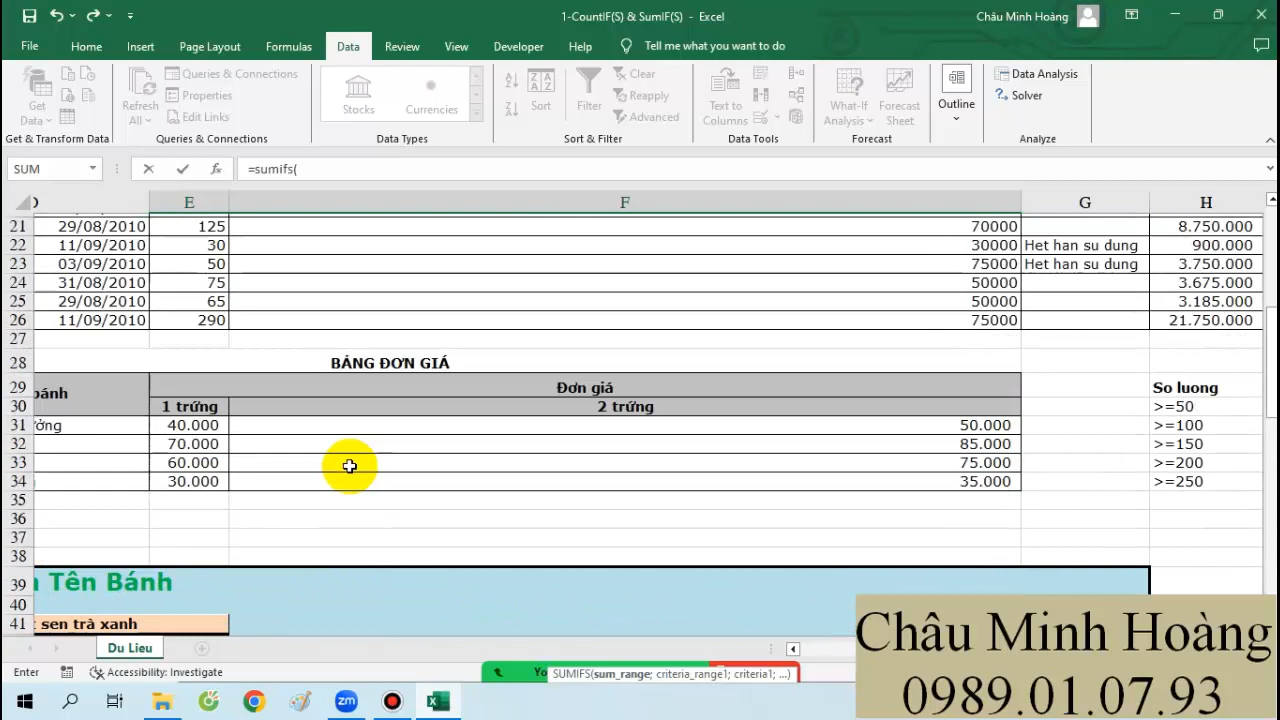 1-CountIF(S) & SumIF(S) - Excel
Châu Minh Hoàng
File Home Insert Page Layout Formulas Data Review View Developer Help Tell me what you want to do
Get Data
Refresh All
Queries & Connections
Properties
Edit Links
Stocks
Currencies
Sort
Filter
Clear
Reapply
Advanced
Text to Columns
What-If Analysis
Forecast Sheet
Outline
Data Analysis
Solver
Get & Transform Data Queries & Connections Data Types Sort & Filter Data Tools Forecast Analyze
SUM =sumifs(
E F G H
21 29/08/2010 125 70000 8.750.000
22 11/09/2010 30 30000 Het han su dung 900.000
23 03/09/2010 50 75000 Het han su dung 3.750.000
24 31/08/2010 75 50000 3.675.000
25 29/08/2010 65 50000 3.185.000
26 11/09/2010 290 75000 21.750.000
27
28 BẢNG ĐƠN GIÁ
29 bánh Đơn giá So luong
30 1 trứng 2 trứng >=50
31 ưởng 40.000 50.000 >=100
32 70.000 85.000 >=150
33 60.000 75.000 >=200
34 30.000 35.000 >=250
35
36
37
38
39 Tên Bánh
40
41 sen trà xanh
Du Lieu
Enter Accessibility: Investigate
SUMIFS(sum_range; criteria_range1; criteria1; ...)
Châu Minh Hoàng
0989.01.07.93
zm